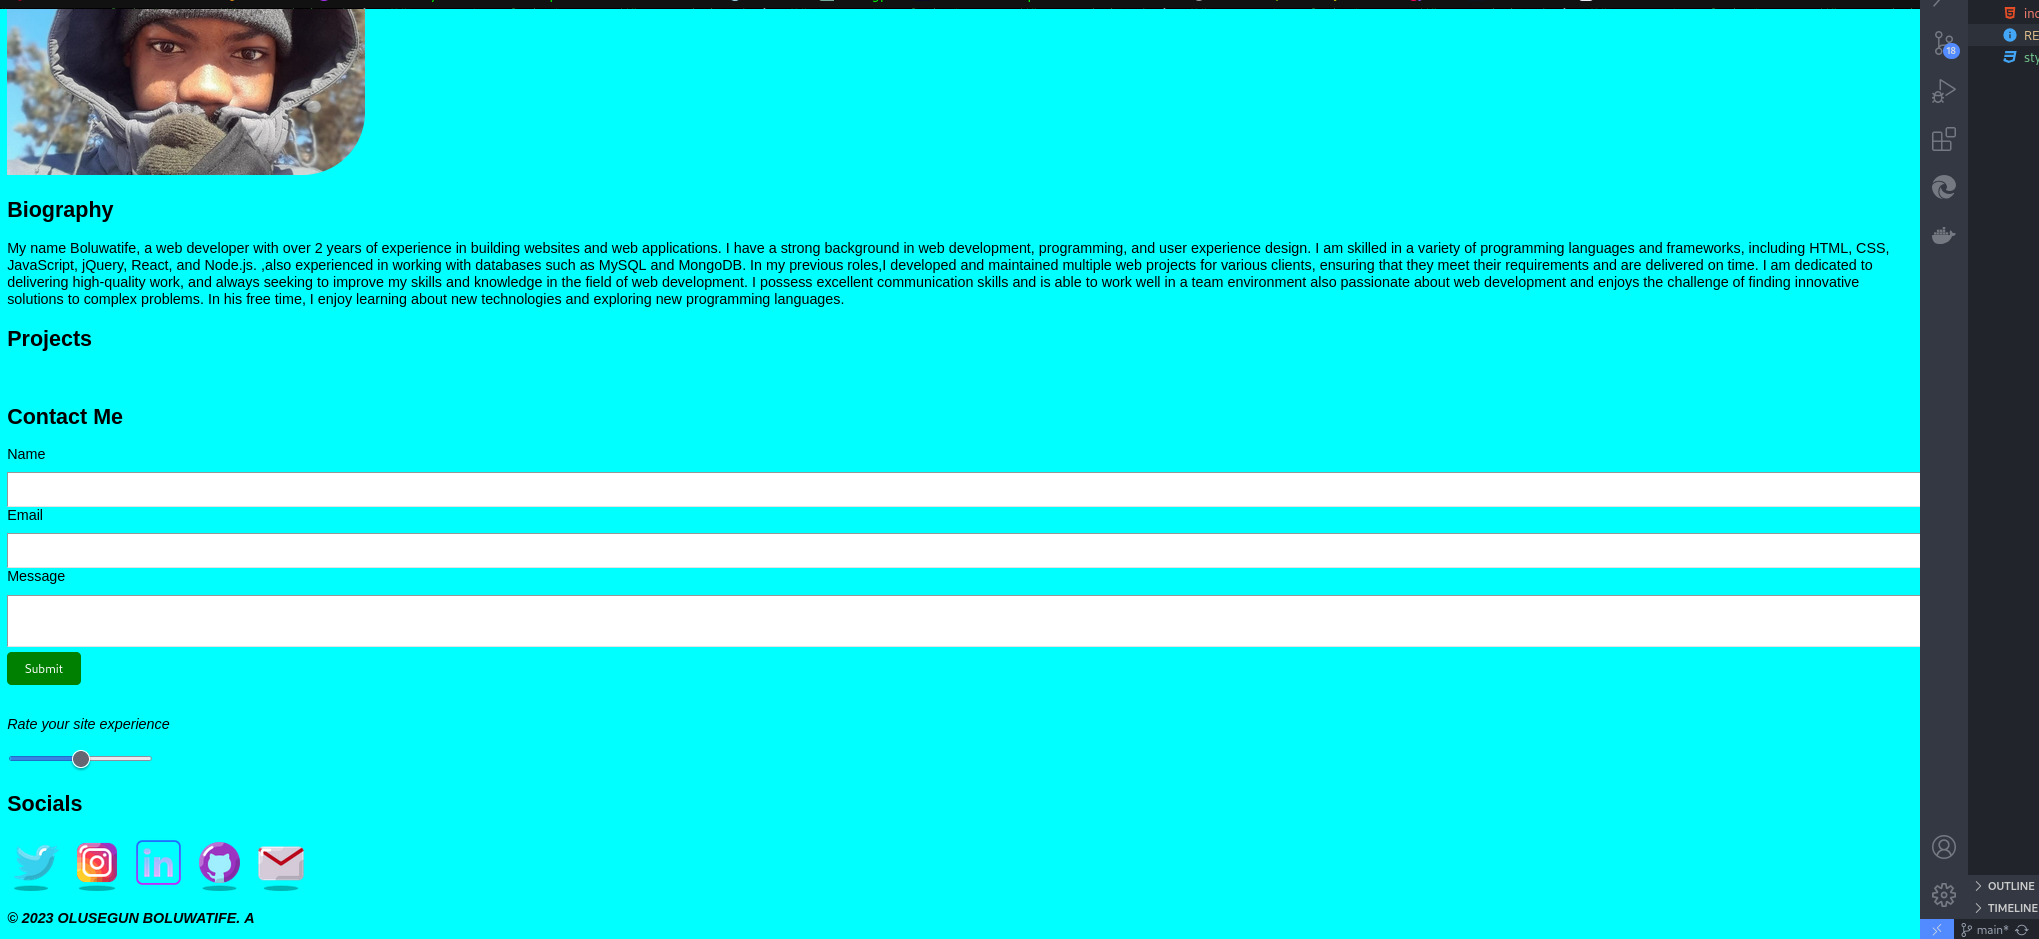 Biography
My name Boluwatife, a web developer with over 2 years of experience in building websites and web applications. I have a strong background in web development, programming, and user experience design. I am skilled in a variety of programming languages and frameworks, including HTML, CSS,
JavaScript, jQuery, React, and Node.js. ,also experienced in working with databases such as MySQL and MongoDB. In my previous roles,I developed and maintained multiple web projects for various clients, ensuring that they meet their requirements and are delivered on time. I am dedicated to
delivering high-quality work, and always seeking to improve my skills and knowledge in the field of web development. I possess excellent communication skills and is able to work well in a team environment also passionate about web development and enjoys the challenge of finding innovative
solutions to complex problems. In his free time, I enjoy learning about new technologies and exploring new programming languages.
Projects
Contact Me
Name
Email
Message
Submit
Rate your site experience
Socials
in
© 2023 OLUSEGUN BOLUWATIFE. A
18
OUTLINE
TIMELINE
main*